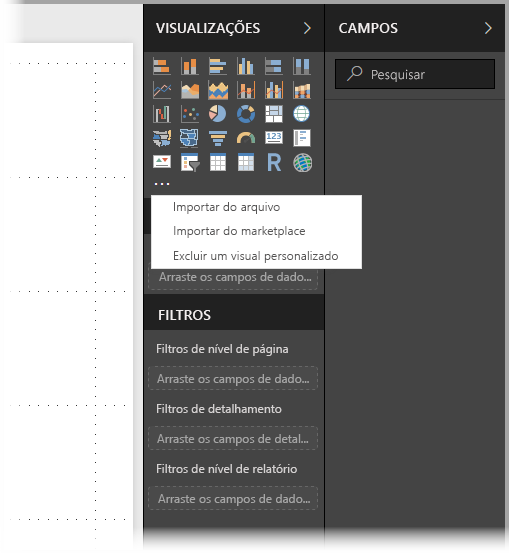 VISUALIZAÇÕES
CAMPOS
Pesquisar
123
R
...
Importar do arquivo
Importar do marketplace
Excluir um visual personalizado
Arraste os campos de dado...
FILTROS
Filtros de nível de página
Arraste os campos de dado...
Filtros de detalhamento
Arraste os campos de detal...
Filtros de nível de relatório
Arraste os campos de dado...